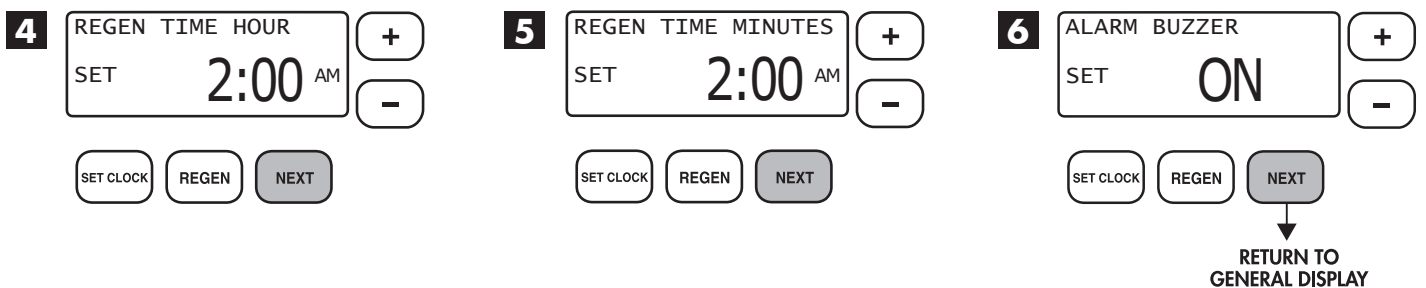 4
REGEN TIME HOUR
SET 2:00 AM
+
-
SET CLOCK REGEN NEXT
5
REGEN TIME MINUTES
SET 2:00 AM
+
-
SET CLOCK REGEN NEXT
6
ALARM BUZZER
SET ON
+
-
SET CLOCK REGEN NEXT
RETURN TO
GENERAL DISPLAY